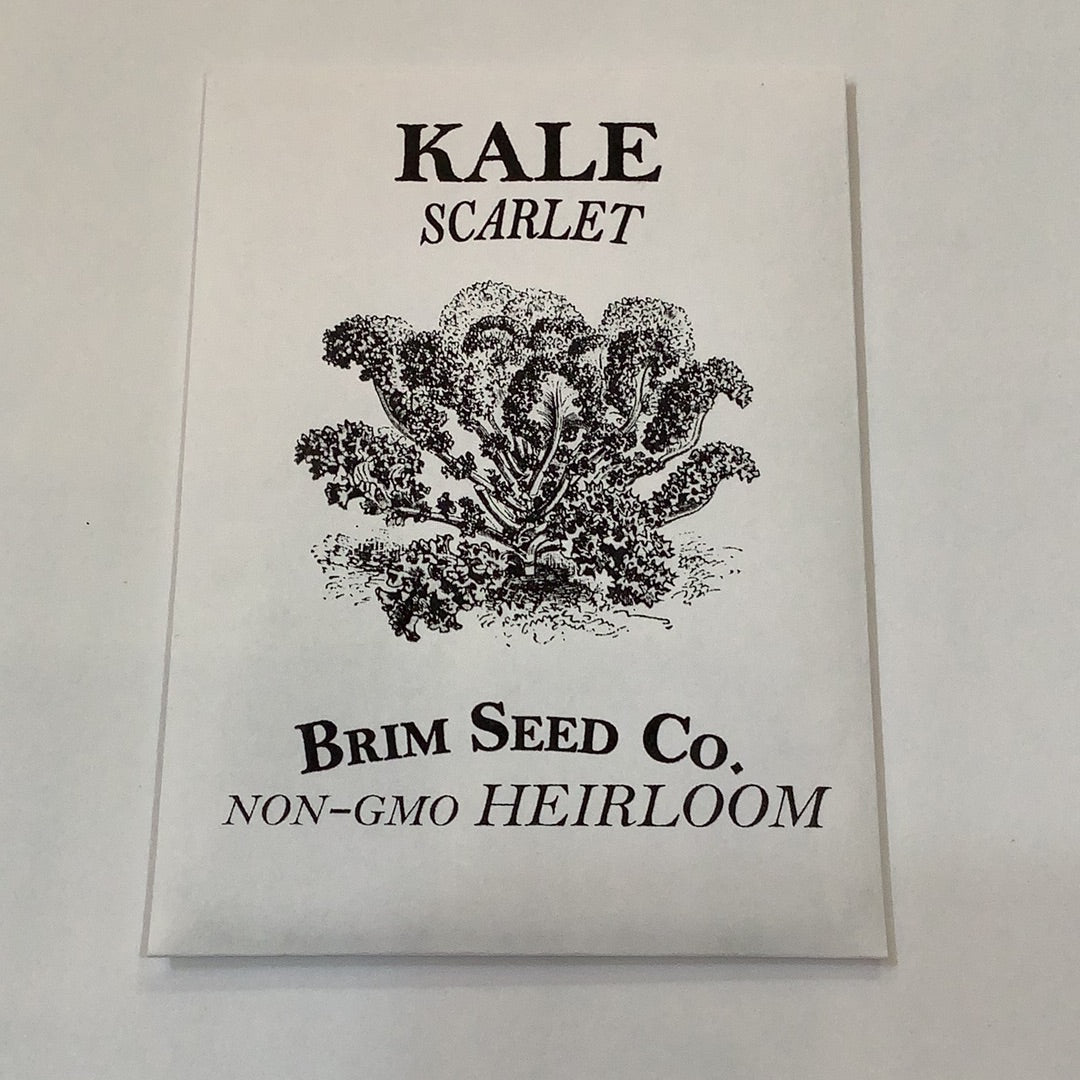 KALE
SCARLET
BRIM SEED CO.
NON-GMO HEIRLOOM